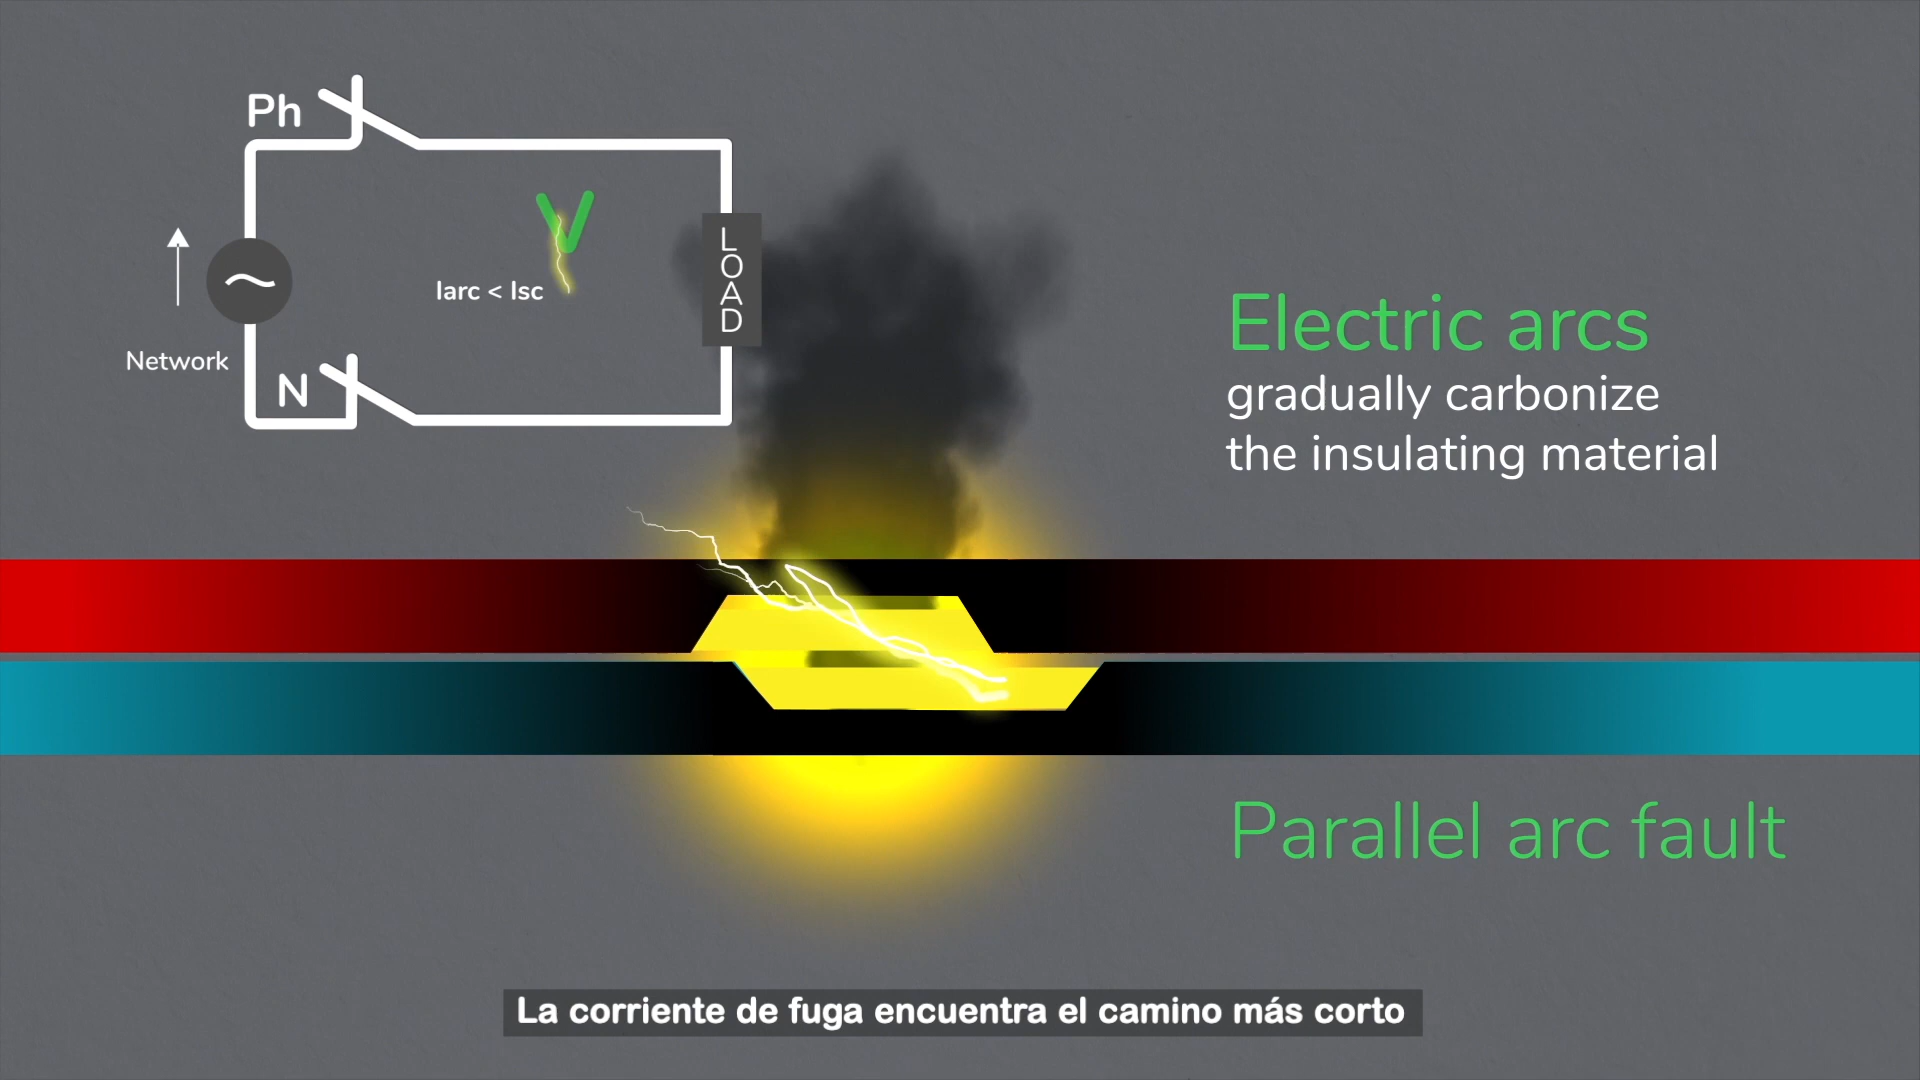 Ph
LOAD
Iarc < Isc
Network
N
Electric arcs
gradually carbonize
the insulating material
Parallel arc fault
La corriente de fuga encuentra el camino más corto